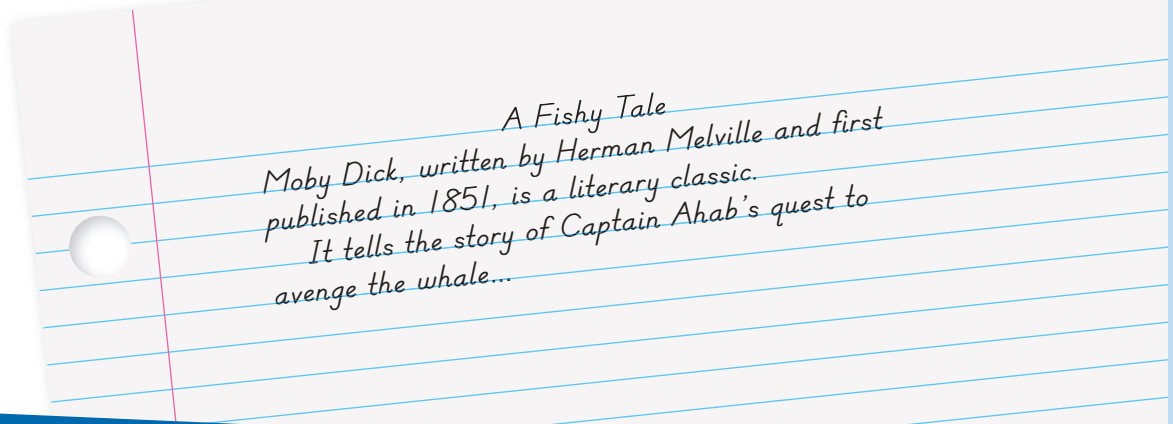 A Fishy Tale
Moby Dick, written by Herman Melville and first
published in 1851, is a literary classic.
It tells the story of Captain Ahab's quest to
avenge the whale...